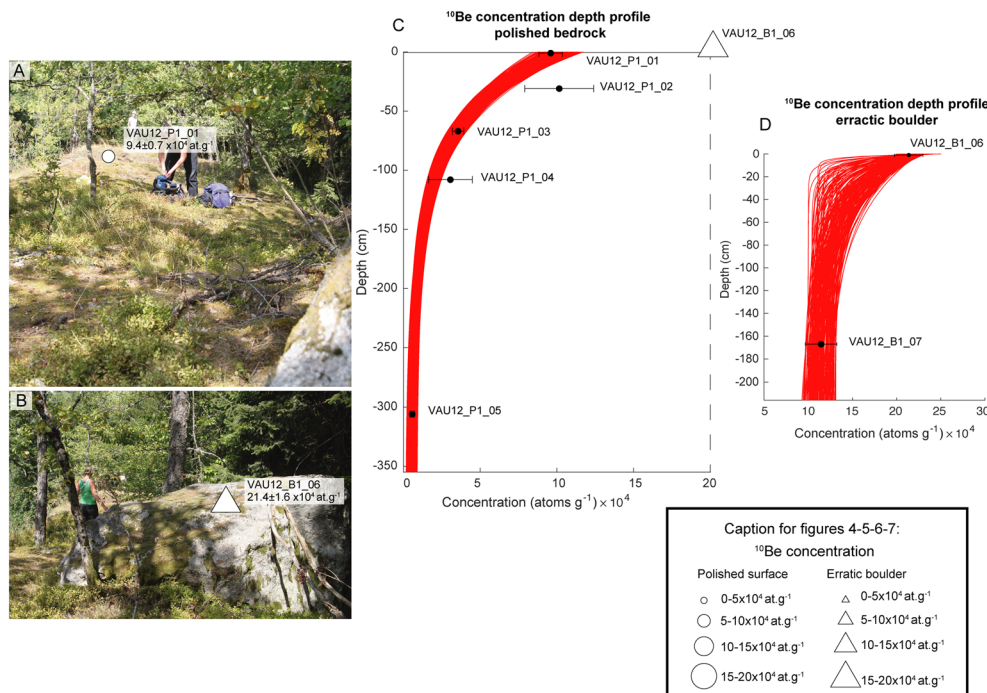 A
VAU12_P1_01
9.4±0.7 x10⁴ at.g⁻¹
B
VAU12_B1_06
21.4±1.6 x10⁴ at.g⁻¹
C
¹⁰Be concentration depth profile
polished bedrock
VAU12_B1_06
VAU12_P1_01
VAU12_P1_02
VAU12_P1_03
VAU12_P1_04
VAU12_P1_05
Depth (cm)
0
-50
-100
-150
-200
-250
-300
-350
0
5
10
15
20
Concentration (atoms g⁻¹) × 10⁴
¹⁰Be concentration depth profile
D
erractic boulder
VAU12_B1_06
VAU12_B1_07
Depth (cm)
0
-20
-40
-60
-80
-100
-120
-140
-160
-180
-200
5
10
15
20
25
30
Concentration (atoms g⁻¹) × 10⁴
Caption for figures 4-5-6-7:
¹⁰Be concentration
Polished surface Erratic boulder
0-5x10⁴ at.g⁻¹ 0-5x10⁴ at.g⁻¹
5-10x10⁴ at.g⁻¹ 5-10x10⁴ at.g⁻¹
10-15x10⁴ at.g⁻¹ 10-15x10⁴ at.g⁻¹
15-20x10⁴ at.g⁻¹ 15-20x10⁴ at.g⁻¹